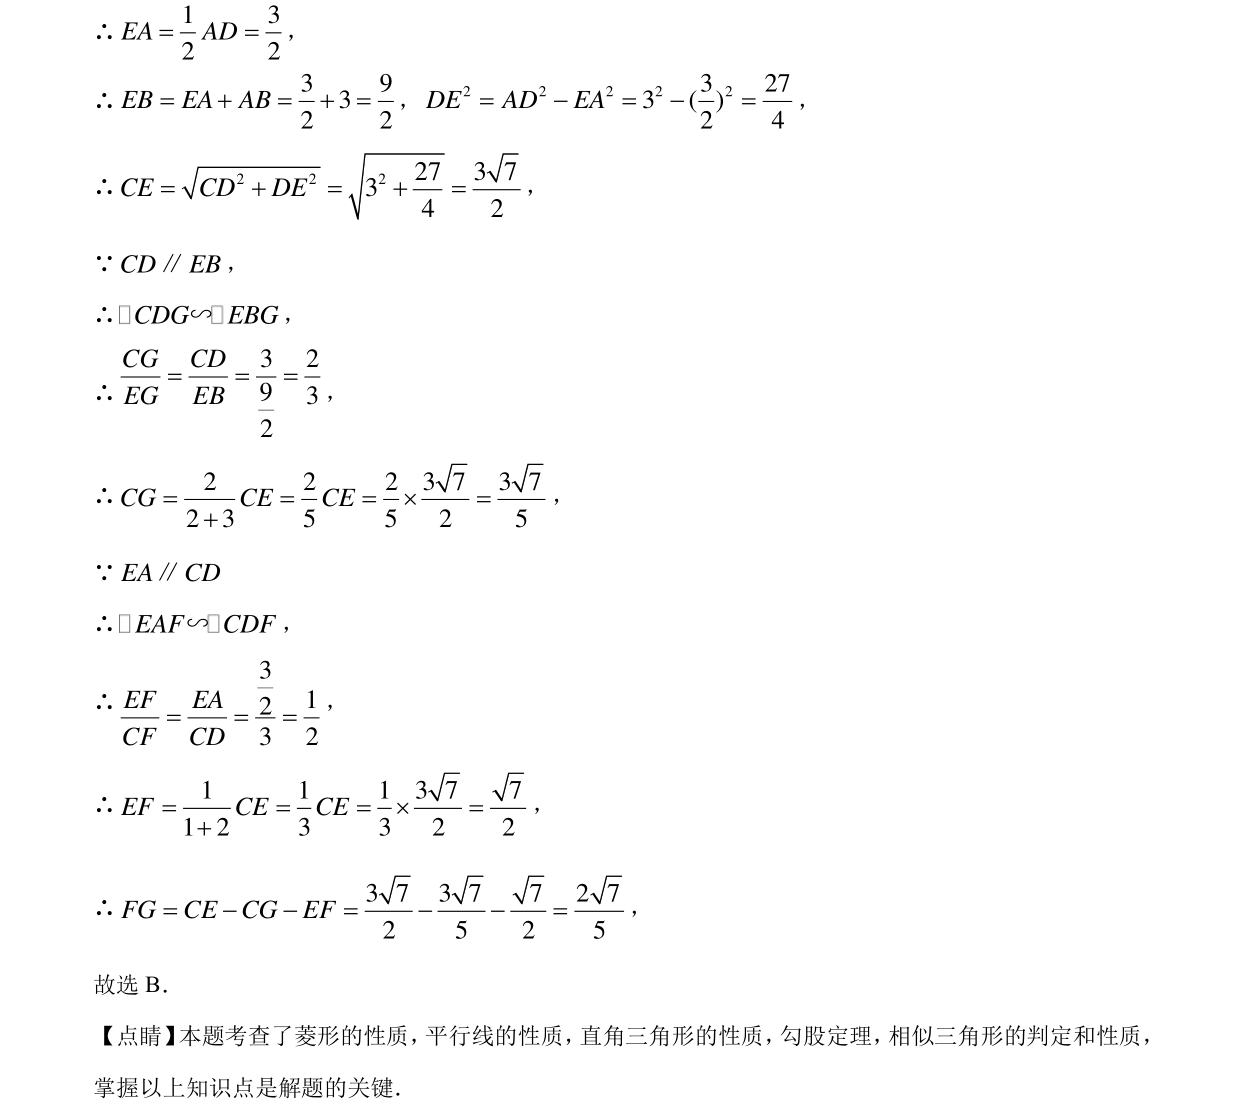 ∴ EA = 1/2 AD = 3/2，
∴ EB = EA + AB = 3/2 + 3 = 9/2， DE² = AD² − EA² = 3² − (3/2)² = 27/4，
∴ CE = √(CD² + DE²) = √(3² + 27/4) = 3√7/2，
∵ CD ∥ EB，
∴ □CDG∽□EBG，
∴ CG/EG = CD/EB = 3/(9/2) = 2/3，
∴ CG = 2/(2+3) CE = 2/5 CE = 2/5 × 3√7/2 = 3√7/5，
∵ EA ∥ CD
∴ □EAF∽□CDF，
∴ EF/CF = EA/CD = (3/2)/3 = 1/2，
∴ EF = 1/(1+2) CE = 1/3 CE = 1/3 × 3√7/2 = √7/2，
∴ FG = CE − CG − EF = 3√7/2 − 3√7/5 − √7/2 = 2√7/5，
故选 B．
【点睛】本题考查了菱形的性质，平行线的性质，直角三角形的性质，勾股定理，相似三角形的判定和性质，
掌握以上知识点是解题的关键．